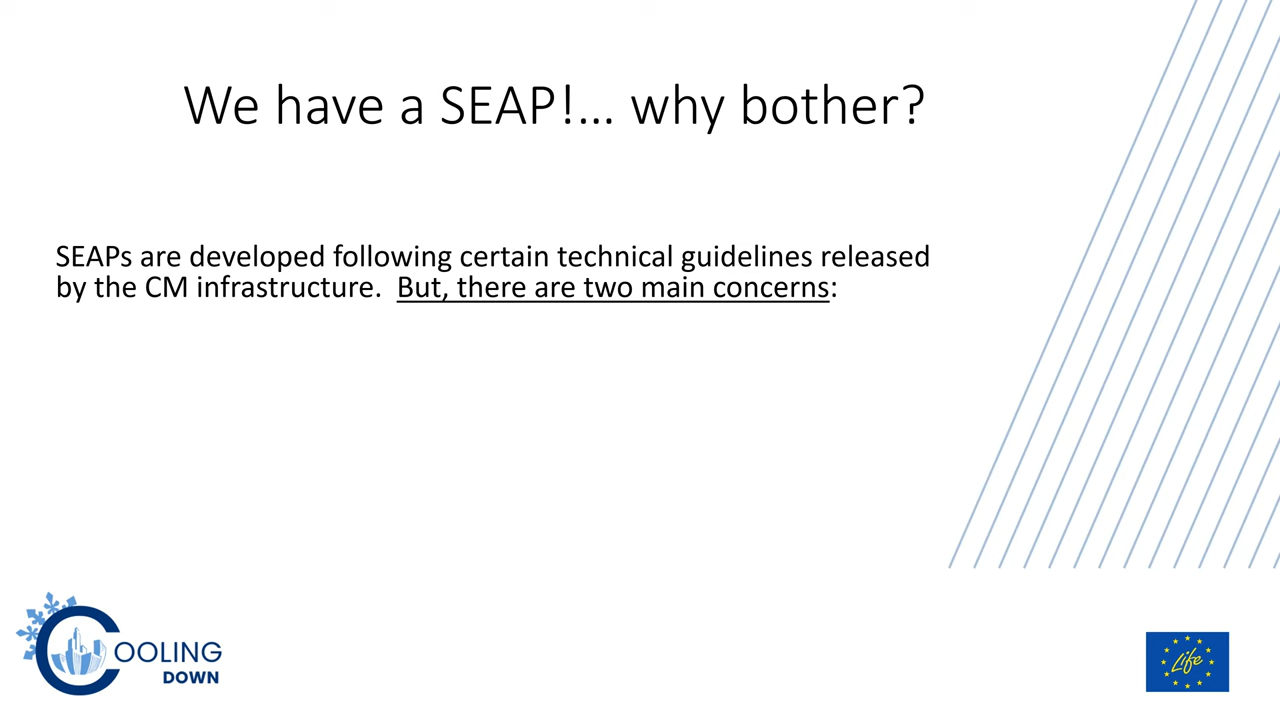 We have a SEAP!... why bother?
SEAPs are developed following certain technical guidelines released
by the CM infrastructure.  But, there are two main concerns:
COOLING
DOWN
Life